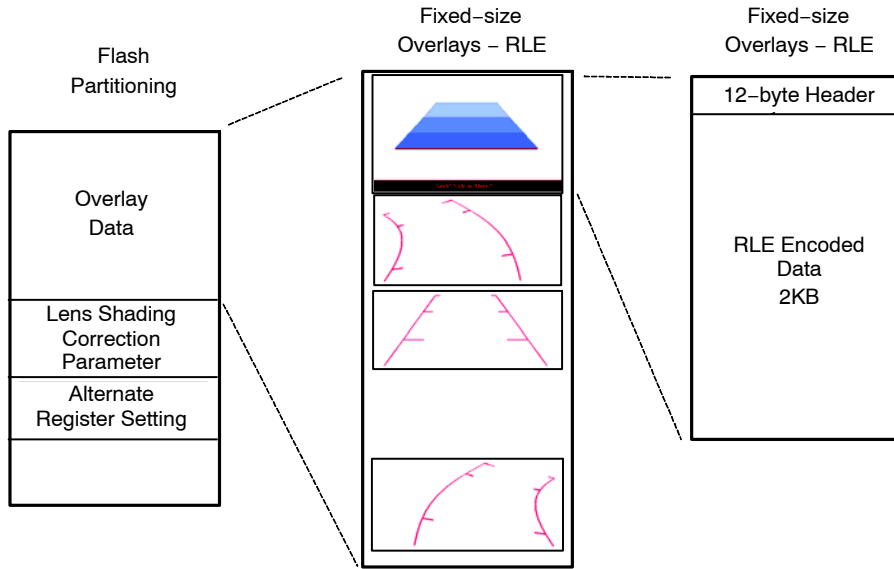 Flash
Partitioning
Overlay
Data
Lens Shading
Correction
Parameter
Alternate
Register Setting
Fixed−size
Overlays − RLE
Fixed−size
Overlays − RLE
12−byte Header
RLE Encoded
Data
2KB